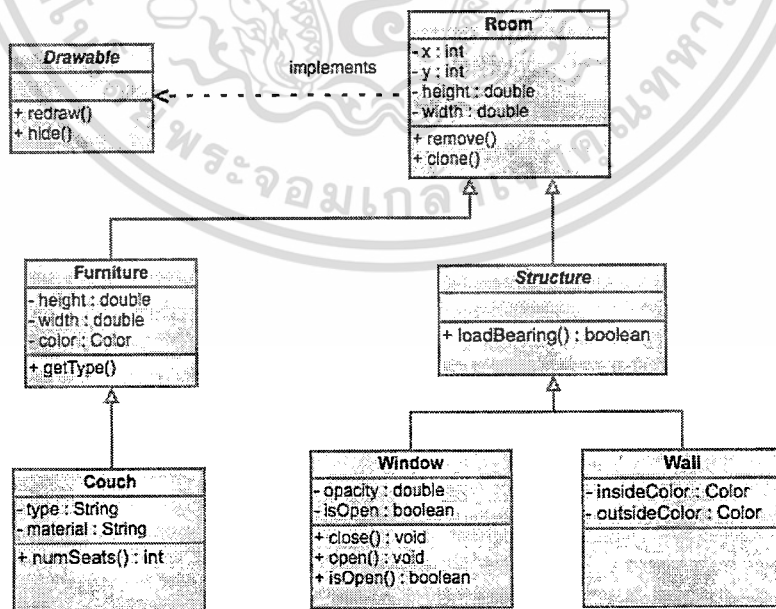 Room
- x : int
- y : int
- height : double
- width : double
+ remove()
+ clone()
Drawable
+ redraw()
+ hide()
implements
Furniture
- height : double
- width : double
- color : Color
+ getType()
Structure
+ loadBearing() : boolean
Couch
- type : String
- material : String
+ numSeats() : int
Window
- opacity : double
- isOpen : boolean
+ close() : void
+ open() : void
+ isOpen() : boolean
Wall
- insideColor : Color
- outsideColor : Color